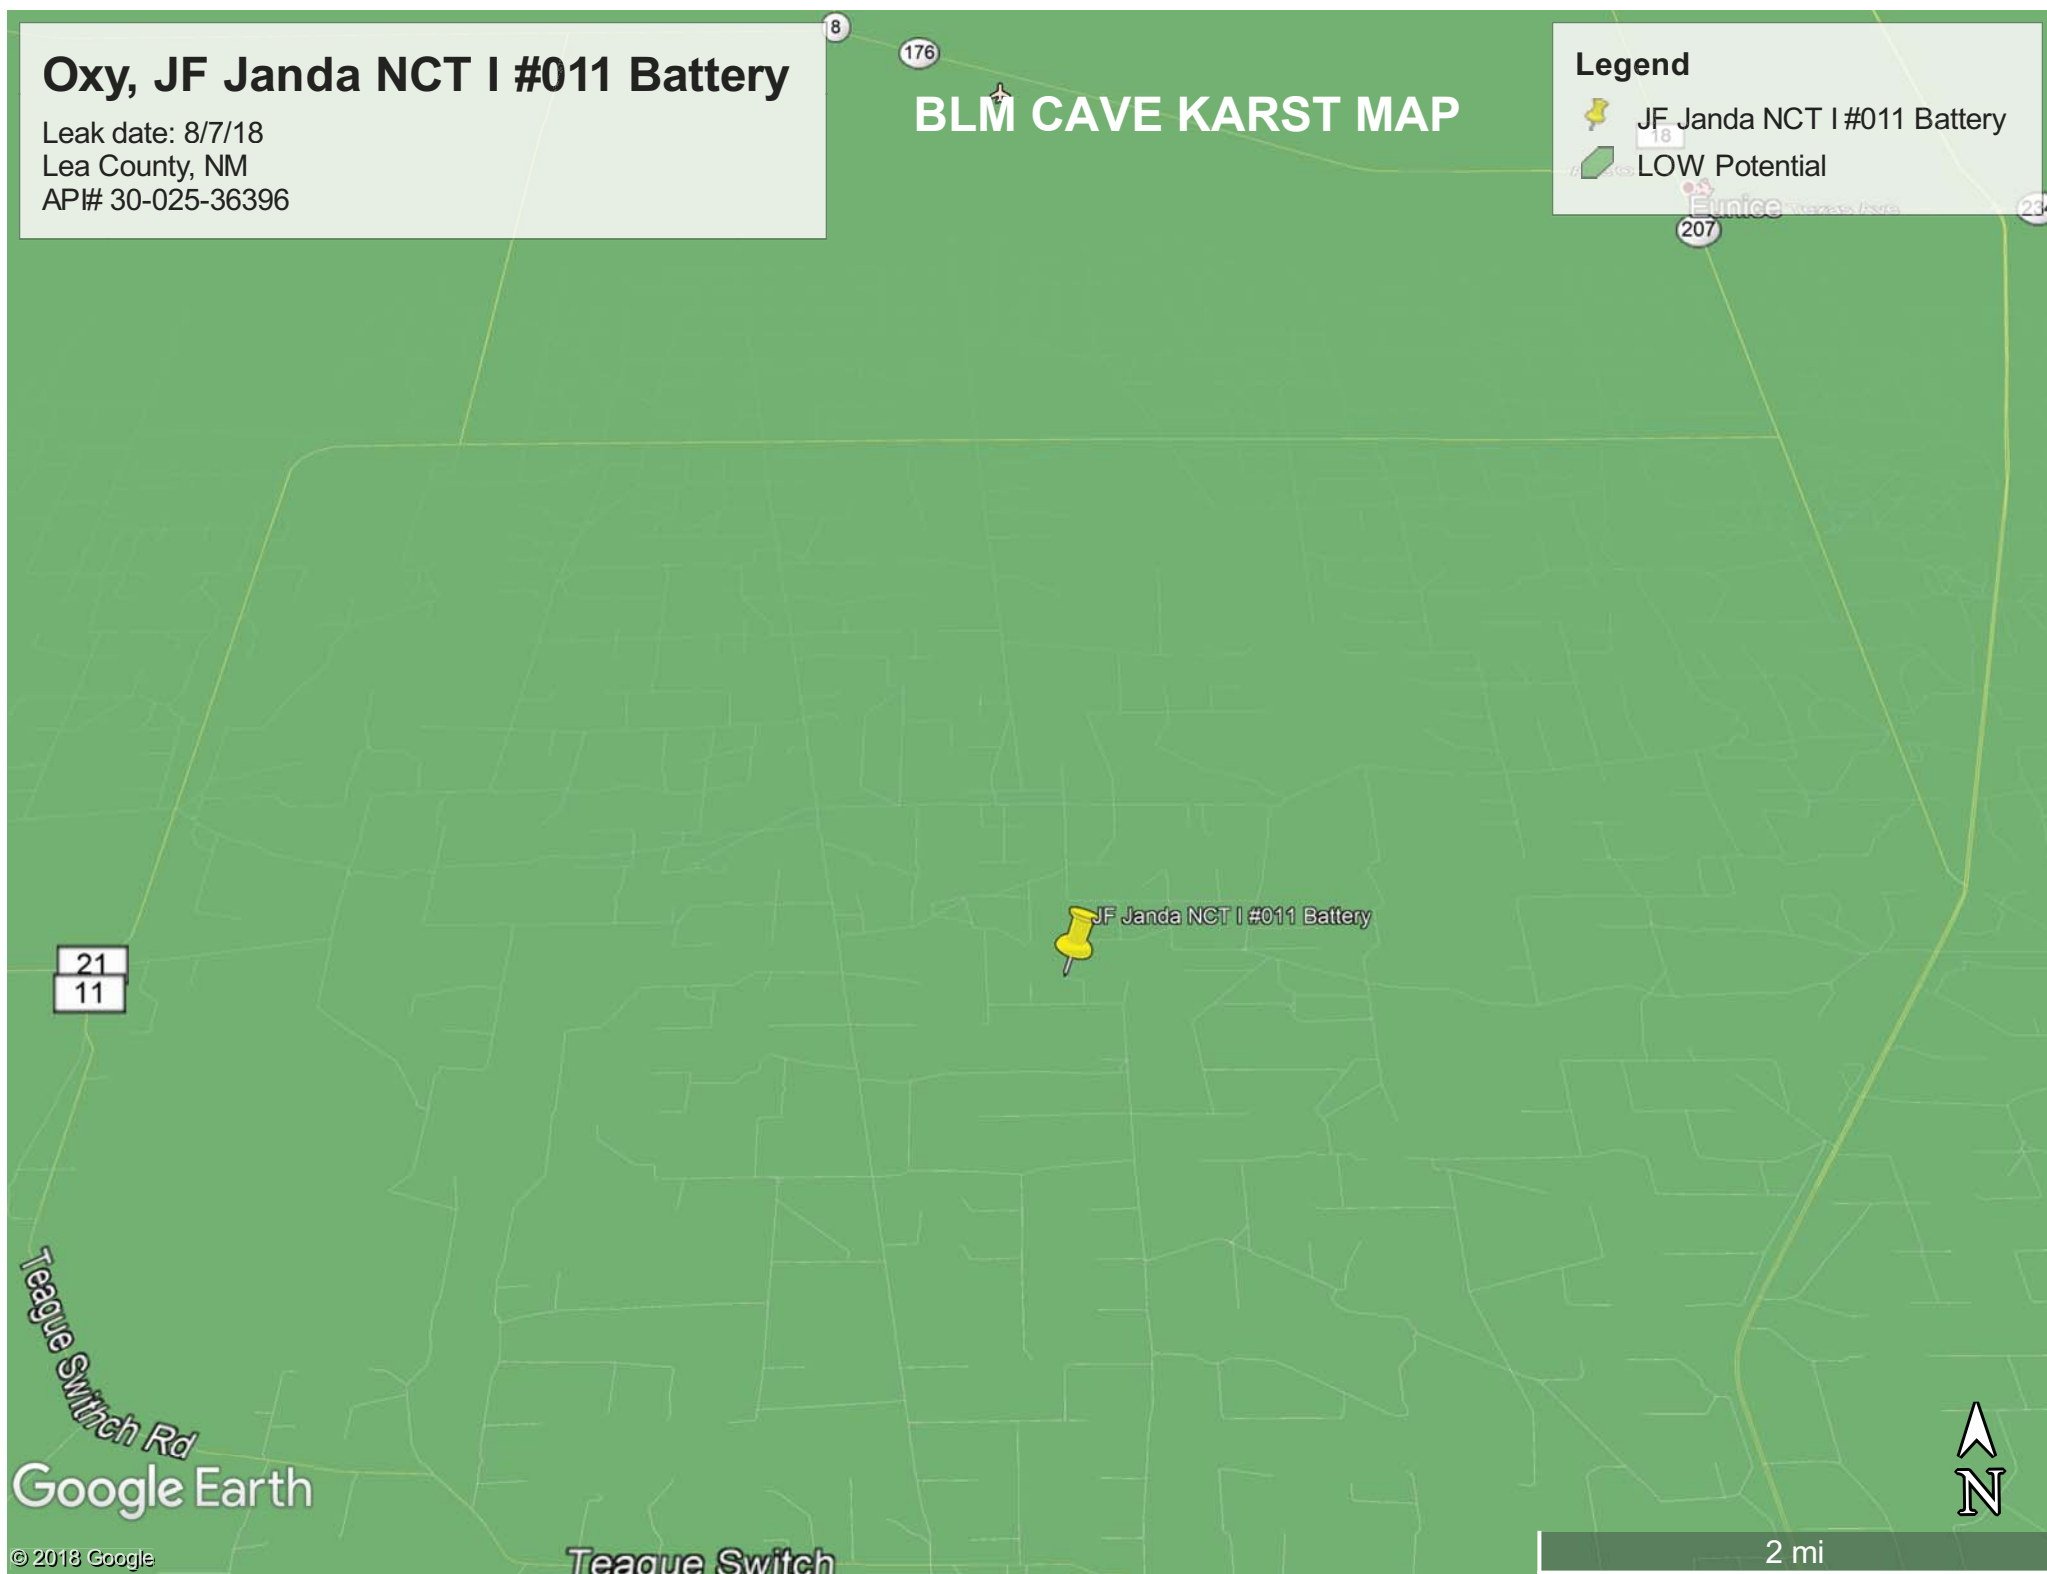 Oxy, JF Janda NCT I #011 Battery
Leak date: 8/7/18
Lea County, NM
API# 30-025-36396
8
176
BLM CAVE KARST MAP
Legend
JF Janda NCT I #011 Battery
18
LOW Potential
Eunice
207
234
JF Janda NCT I #011 Battery
21
11
Teague Swithch Rd
Google Earth
© 2018 Google
Teague Switch
N
2 mi